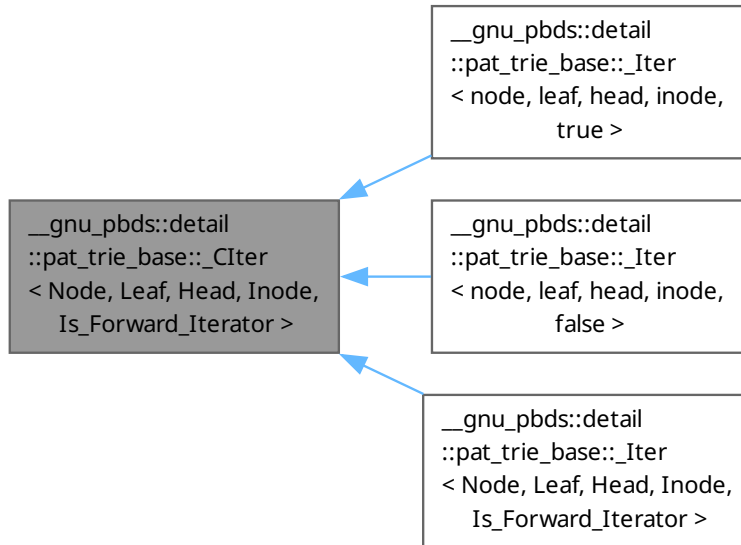 __gnu_pbds::detail
::pat_trie_base::_Iter
< node, leaf, head, inode,
true >
__gnu_pbds::detail
::pat_trie_base::_CIter
< Node, Leaf, Head, Inode,
Is_Forward_Iterator >
__gnu_pbds::detail
::pat_trie_base::_Iter
< node, leaf, head, inode,
false >
__gnu_pbds::detail
::pat_trie_base::_Iter
< Node, Leaf, Head, Inode,
Is_Forward_Iterator >